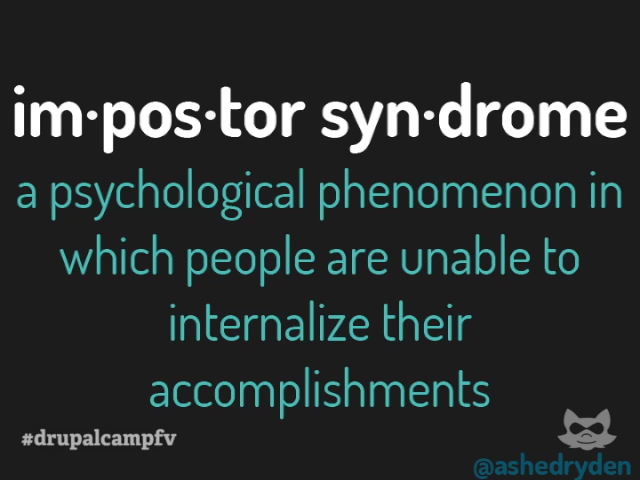 im·pos·tor syn·drome
a psychological phenomenon in
which people are unable to
internalize their
accomplishments
#drupalcampfv
@ashedryden